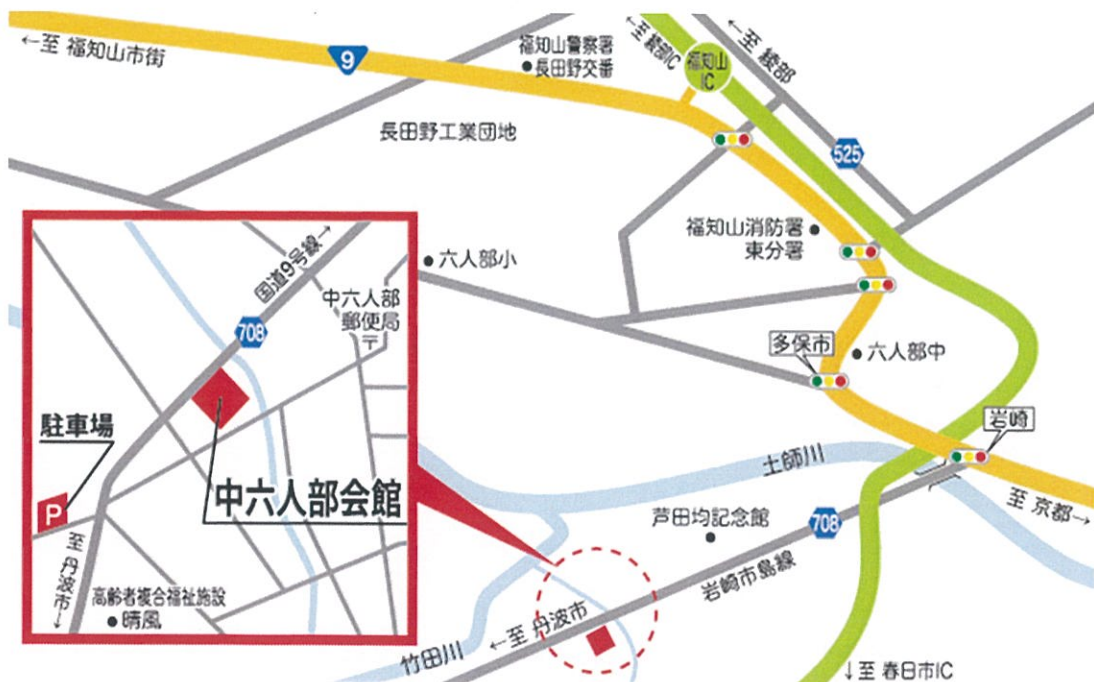 ←至 福知山市街
9
福知山警察署
長田野交番
←至 綾部IC
福知山
IC
←至 綾部
長田野工業団地
525
福知山消防署
東分署
六人部小
国道9号線→
中六人部
郵便局
〒
708
多保市
六人部中
駐車場
岩崎
土師川
中六人部会館
P
至 京都→
芦田均記念館
708
至 丹波市→
岩崎市島線
高齢者複合福祉施設
晴風
←至 丹波市
竹田川
↓至 春日市IC